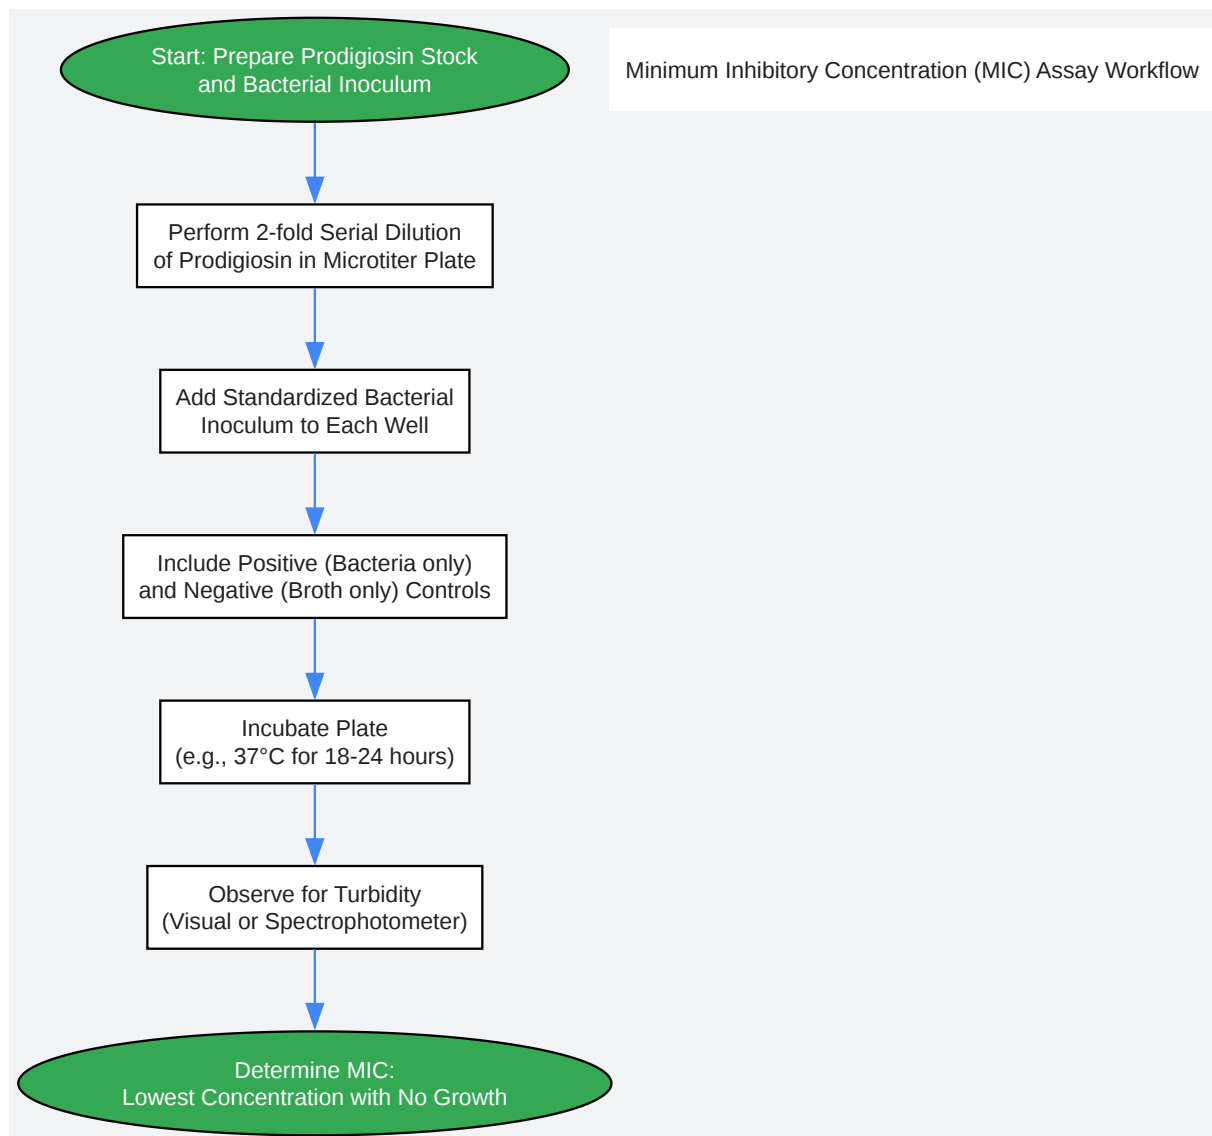 Start: Prepare Prodigiosin Stock
and Bacterial Inoculum
Minimum Inhibitory Concentration (MIC) Assay Workflow
Perform 2-fold Serial Dilution
of Prodigiosin in Microtiter Plate
Add Standardized Bacterial
Inoculum to Each Well
Include Positive (Bacteria only)
and Negative (Broth only) Controls
Incubate Plate
(e.g., 37°C for 18-24 hours)
Observe for Turbidity
(Visual or Spectrophotometer)
Determine MIC:
Lowest Concentration with No Growth